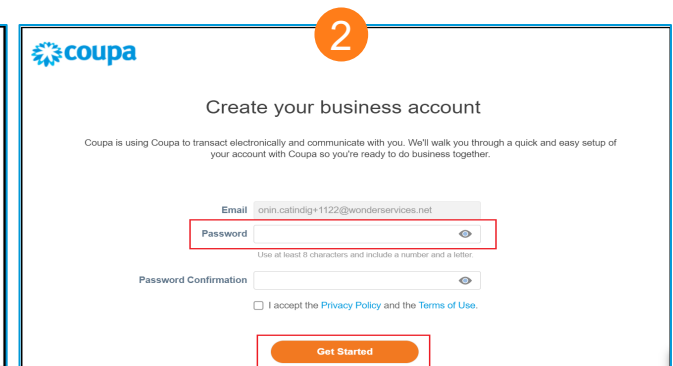 2
coupa
Create your business account
Coupa is using Coupa to transact electronically and communicate with you. We'll walk you through a quick and easy setup of
your account with Coupa so you're ready to do business together.
Email onin.catindig+1122@wonderservices.net
Password
Use at least 8 characters and include a number and a letter.
Password Confirmation
I accept the Privacy Policy and the Terms of Use.
Get Started